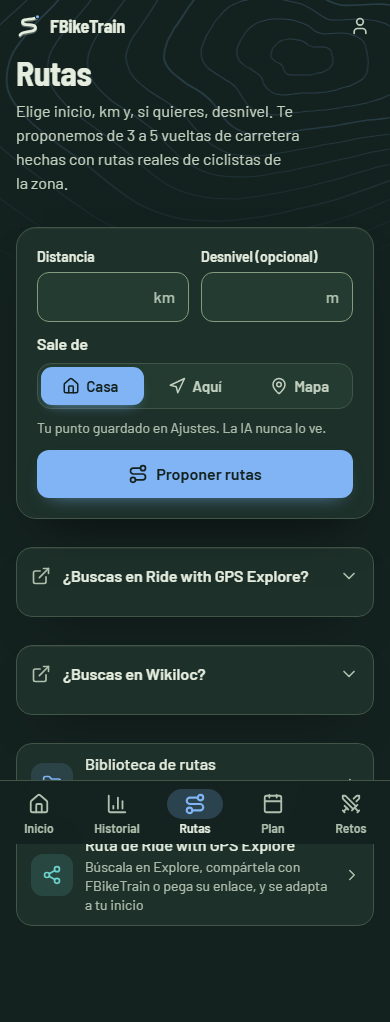 FBikeTrain
Rutas
Elige inicio, km y, si quieres, desnivel. Te
proponemos de 3 a 5 vueltas de carretera
hechas con rutas reales de ciclistas de
la zona.
Distancia
Desnivel (opcional)
km
m
Sale de
Casa
Aquí
Mapa
Tu punto guardado en Ajustes. La IA nunca lo ve.
Proponer rutas
¿Buscas en Ride with GPS Explore?
¿Buscas en Wikiloc?
Biblioteca de rutas
Inicio
Historial
Rutas
Plan
Retos
Ruta de Ride with GPS Explore
Búscala en Explore, compártela con
FBikeTrain o pega su enlace, y se adapta
a tu inicio